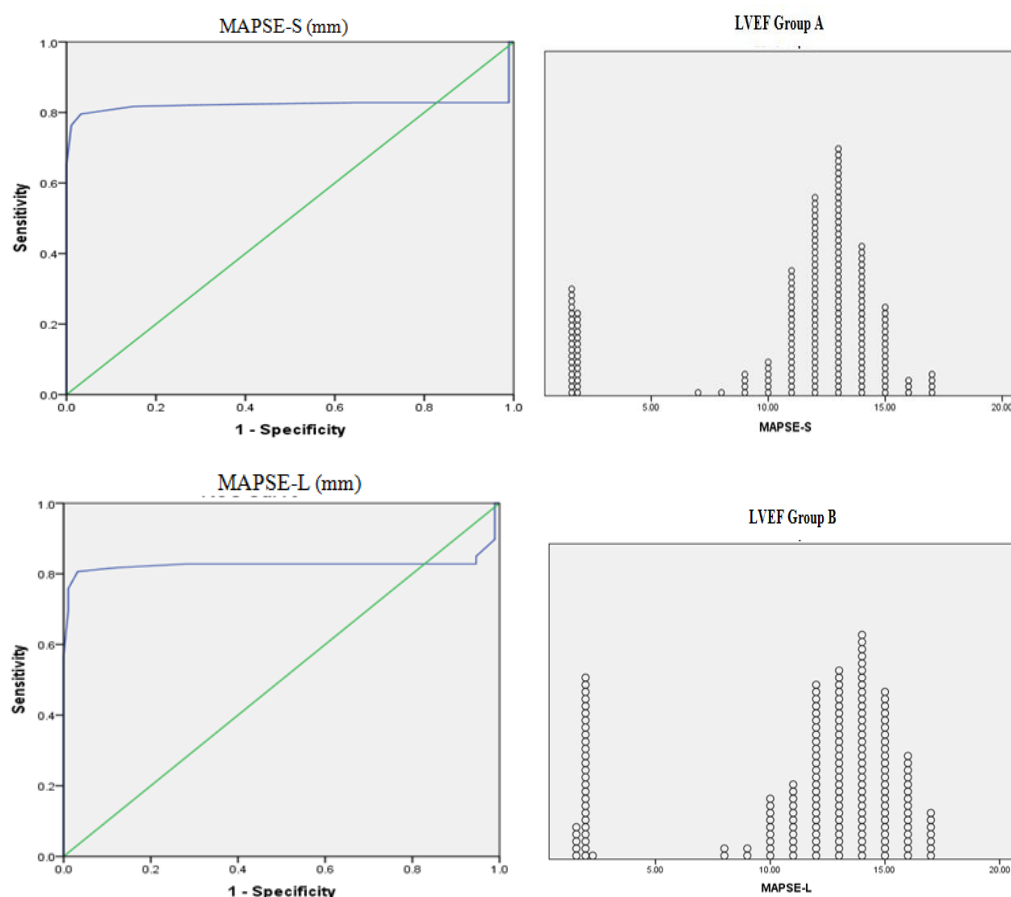 MAPSE-S (mm)
1.0
0.8
0.6
0.4
0.2
0.0
Sensitivity
0.0 0.2 0.4 0.6 0.8 1.0
1 - Specificity
LVEF Group A
5.00 10.00 15.00 20.00
MAPSE-S
MAPSE-L (mm)
1.0
0.8
0.6
0.4
0.2
0.0
Sensitivity
0.0 0.2 0.4 0.6 0.8 1.0
1 - Specificity
LVEF Group B
5.00 10.00 15.00 20.00
MAPSE-L